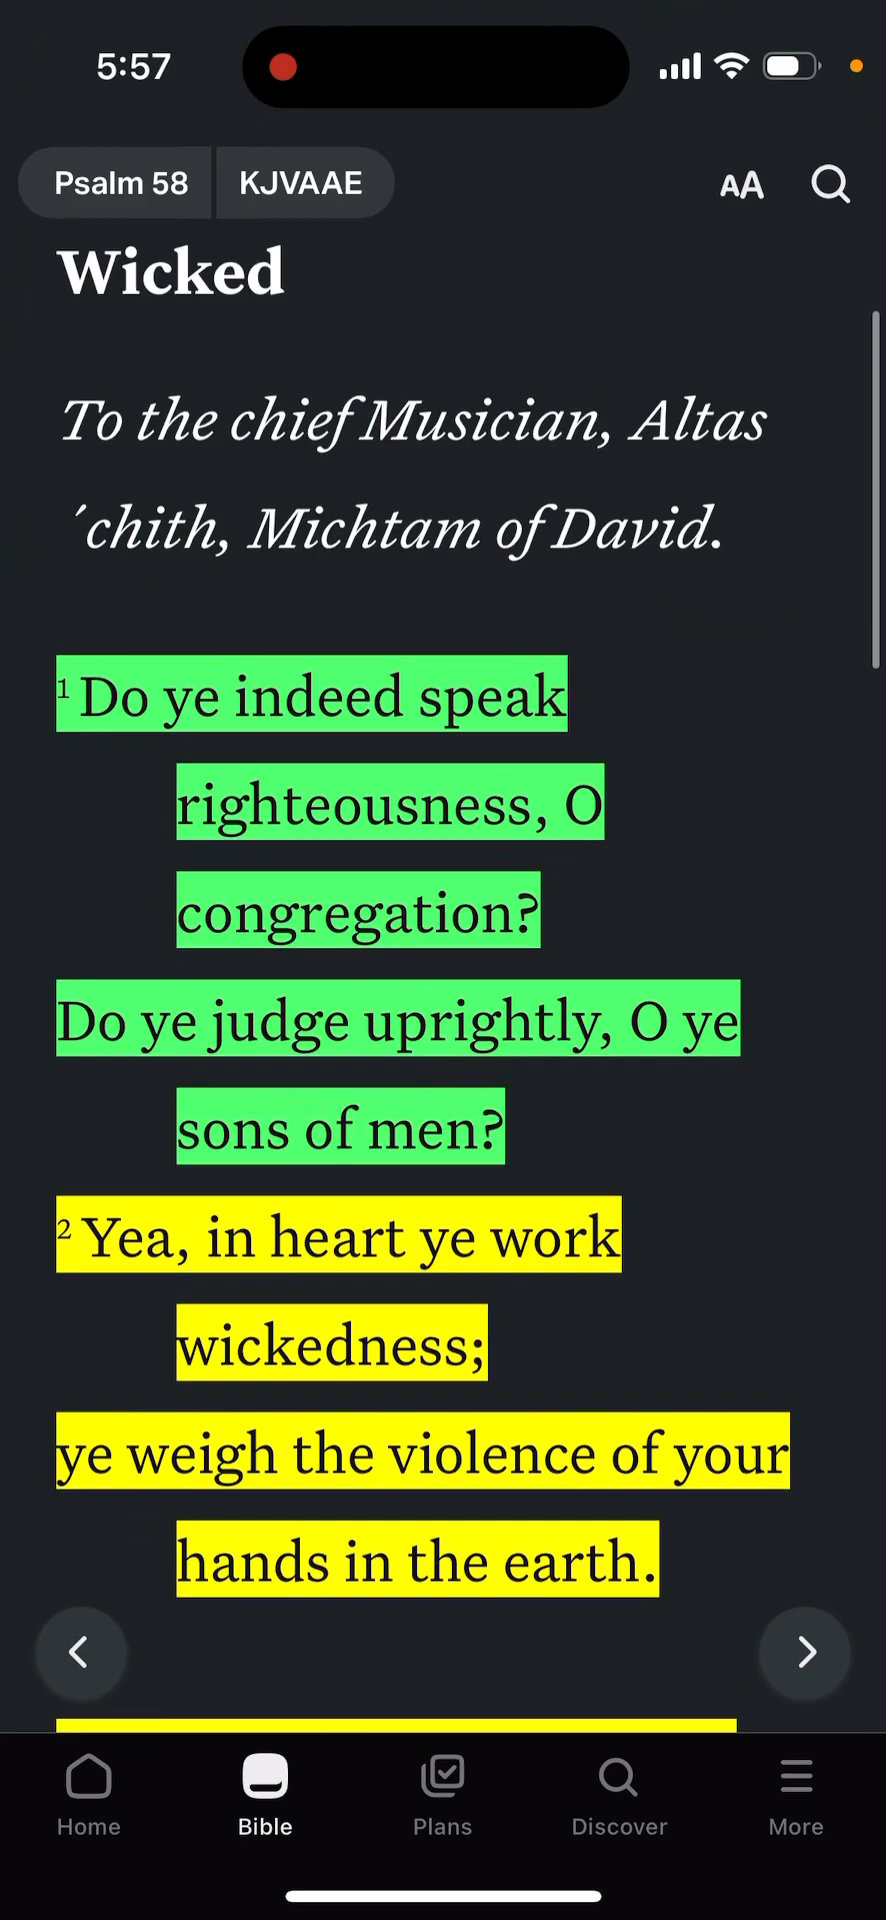 5:57
Psalm 58 KJVAAE AA
Wicked
To the chief Musician, Altas
´chith, Michtam of David.
1 Do ye indeed speak
righteousness, O
congregation?
Do ye judge uprightly, O ye
sons of men?
2 Yea, in heart ye work
wickedness;
ye weigh the violence of your
hands in the earth.
Home Bible Plans Discover More